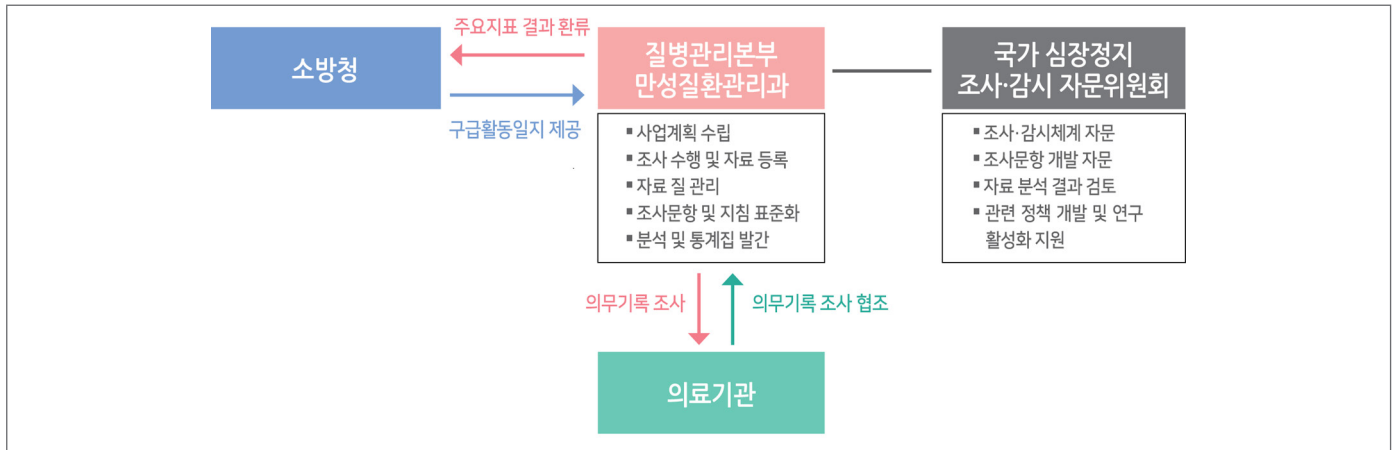 주요지표 결과 환류
소방청
구급활동일지 제공
질병관리본부
만성질환관리과
▪ 사업계획 수립
▪ 조사 수행 및 자료 등록
▪ 자료 질 관리
▪ 조사문항 및 지침 표준화
▪ 분석 및 통계집 발간
국가 심장정지
조사·감시 자문위원회
▪ 조사·감시체계 자문
▪ 조사문항 개발 자문
▪ 자료 분석 결과 검토
▪ 관련 정책 개발 및 연구
활성화 지원
의무기록 조사
의무기록 조사 협조
의료기관